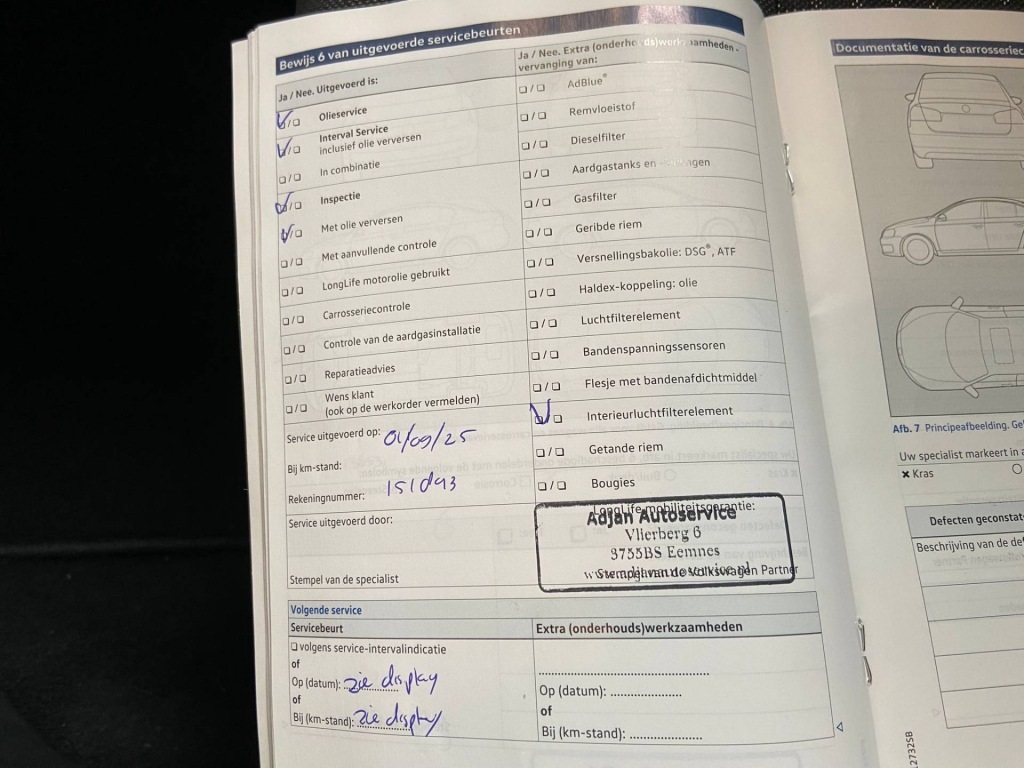 Bewijs 6 van uitgevoerde servicebeurten
Ja / Nee. Uitgevoerd is:
Olieservice
Interval Service
inclusief olie verversen
In combinatie
Inspectie
Met olie verversen
Met aanvullende controle
LongLife motorolie gebruikt
Carrosseriecontrole
Controle van de aardgasinstallatie
Reparatieadvies
Wens klant
(ook op de werkorder vermelden)
Service uitgevoerd op: 01/09/25
Bij km-stand:
Rekeningnummer:
Service uitgevoerd door:
Stempel van de specialist
Ja / Nee. Extra (onderhouds)werkzaamheden -
vervanging van:
AdBlue®
Remvloeistof
Dieselfilter
Aardgastanks en
Gasfilter
Geribde riem
Versnellingsbakolie: DSG®, ATF
Haldex-koppeling: olie
Luchtfilterelement
Bandenspanningssensoren
Flesje met bandenafdichtmiddel
Interieurluchtfilterelement
Getande riem
Bougies
LongLife mobiliteitsgarantie:
Adjan Autoservice
Vlierberg 6
3755BS Eemnes
Stempel van de Volkswagen Partner
Volgende service
Servicebeurt
volgens service-intervalindicatie
of
Op (datum): zie display
of
Bij (km-stand): zie display
Extra (onderhouds)werkzaamheden
Op (datum):
of
Bij (km-stand):
Documentatie van de carrosseriec
Afb. 7 Principeafbeelding. Ge
Uw specialist markeert in a
Kras
Defecten geconstat
Beschrijving van de de